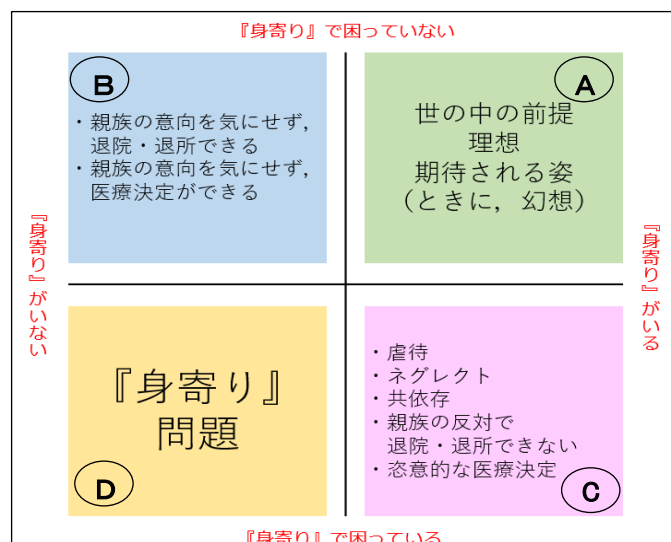 『身寄り』で困っていない
B
・親族の意向を気にせず，
退院・退所できる
・親族の意向を気にせず，
医療決定ができる
A
世の中の前提
理想
期待される姿
（ときに，幻想）
『身寄り』がいない
『身寄り』がいる
『身寄り』
問題
D
・虐待
・ネグレクト
・共依存
・親族の反対で
退院・退所できない
・恣意的な医療決定
C
『身寄り』で困っている